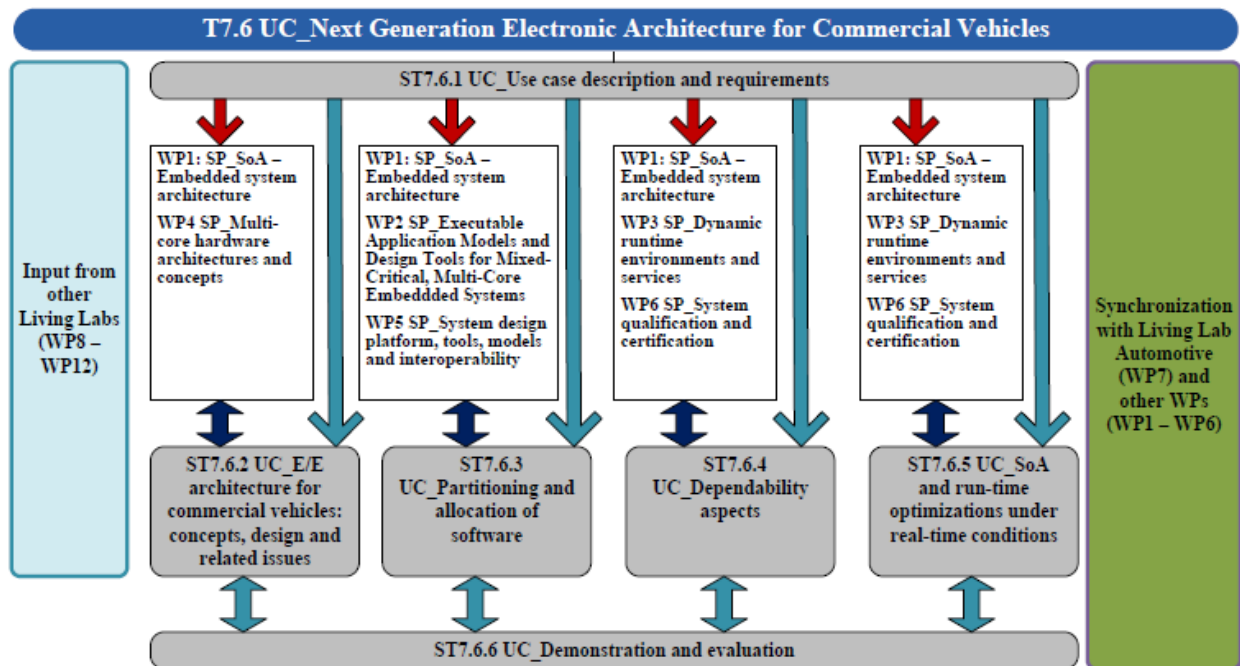 T7.6 UC_Next Generation Electronic Architecture for Commercial Vehicles
Input from
other
Living Labs
(WP8 –
WP12)
ST7.6.1 UC_Use case description and requirements
WP1: SP_SoA –
Embedded system
architecture
WP4 SP_Multi-
core hardware
architectures and
concepts
WP1: SP_SoA –
Embedded system
architecture
WP2 SP_Executable
Application Models and
Design Tools for Mixed-
Critical, Multi-Core
Embeddded Systems
WP5 SP_System design
platform, tools, models
and interoperability
WP1: SP_SoA –
Embedded system
architecture
WP3 SP_Dynamic
runtime
environments and
services
WP6 SP_System
qualification and
certification
WP1: SP_SoA –
Embedded system
architecture
WP3 SP_Dynamic
runtime
environments and
services
WP6 SP_System
qualification and
certification
ST7.6.2 UC_E/E
architecture for
commercial vehicles:
concepts, design and
related issues
ST7.6.3
UC_Partitioning and
allocation of
software
ST7.6.4
UC_Dependability
aspects
ST7.6.5 UC_SoA
and run-time
optimizations under
real-time conditions
ST7.6.6 UC_Demonstration and evaluation
Synchronization
with Living Lab
Automotive
(WP7) and
other WPs
(WP1 – WP6)